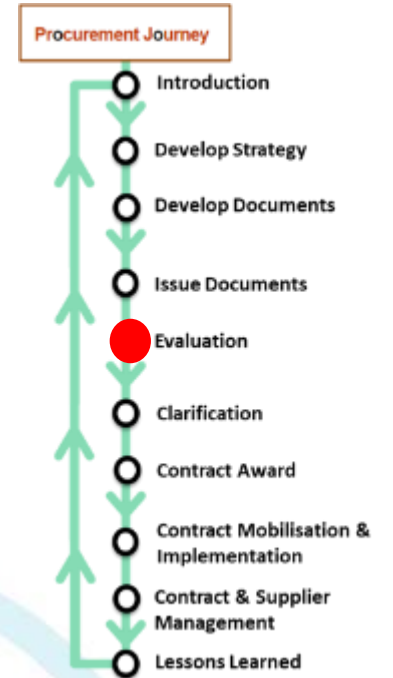 Procurement Journey
Introduction
Develop Strategy
Develop Documents
Issue Documents
Evaluation
Clarification
Contract Award
Contract Mobilisation &
Implementation
Contract & Supplier
Management
Lessons Learned